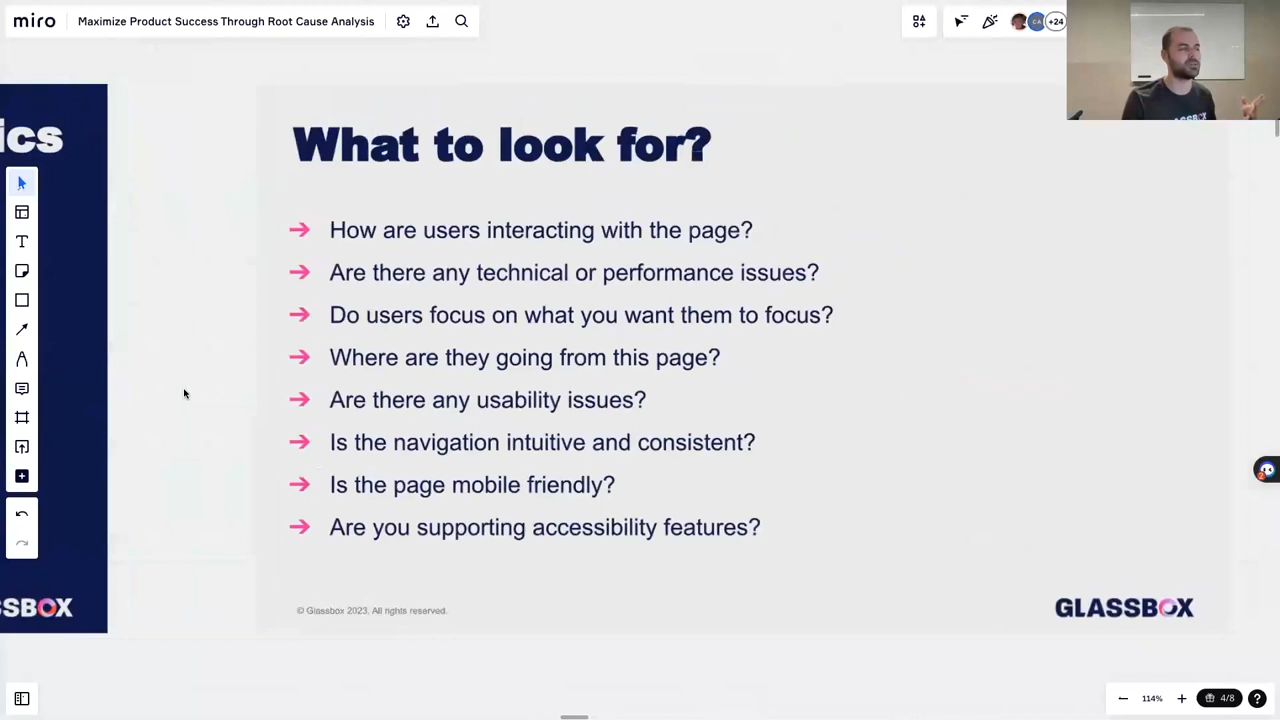 miro
Maximize Product Success Through Root Cause Analysis
CA
+24
ics
What to look for?
➔ How are users interacting with the page?
➔ Are there any technical or performance issues?
➔ Do users focus on what you want them to focus?
➔ Where are they going from this page?
➔ Are there any usability issues?
➔ Is the navigation intuitive and consistent?
➔ Is the page mobile friendly?
➔ Are you supporting accessibility features?
© Glassbox 2023. All rights reserved.
SSBOX
GLASSBOX
114%
4/8